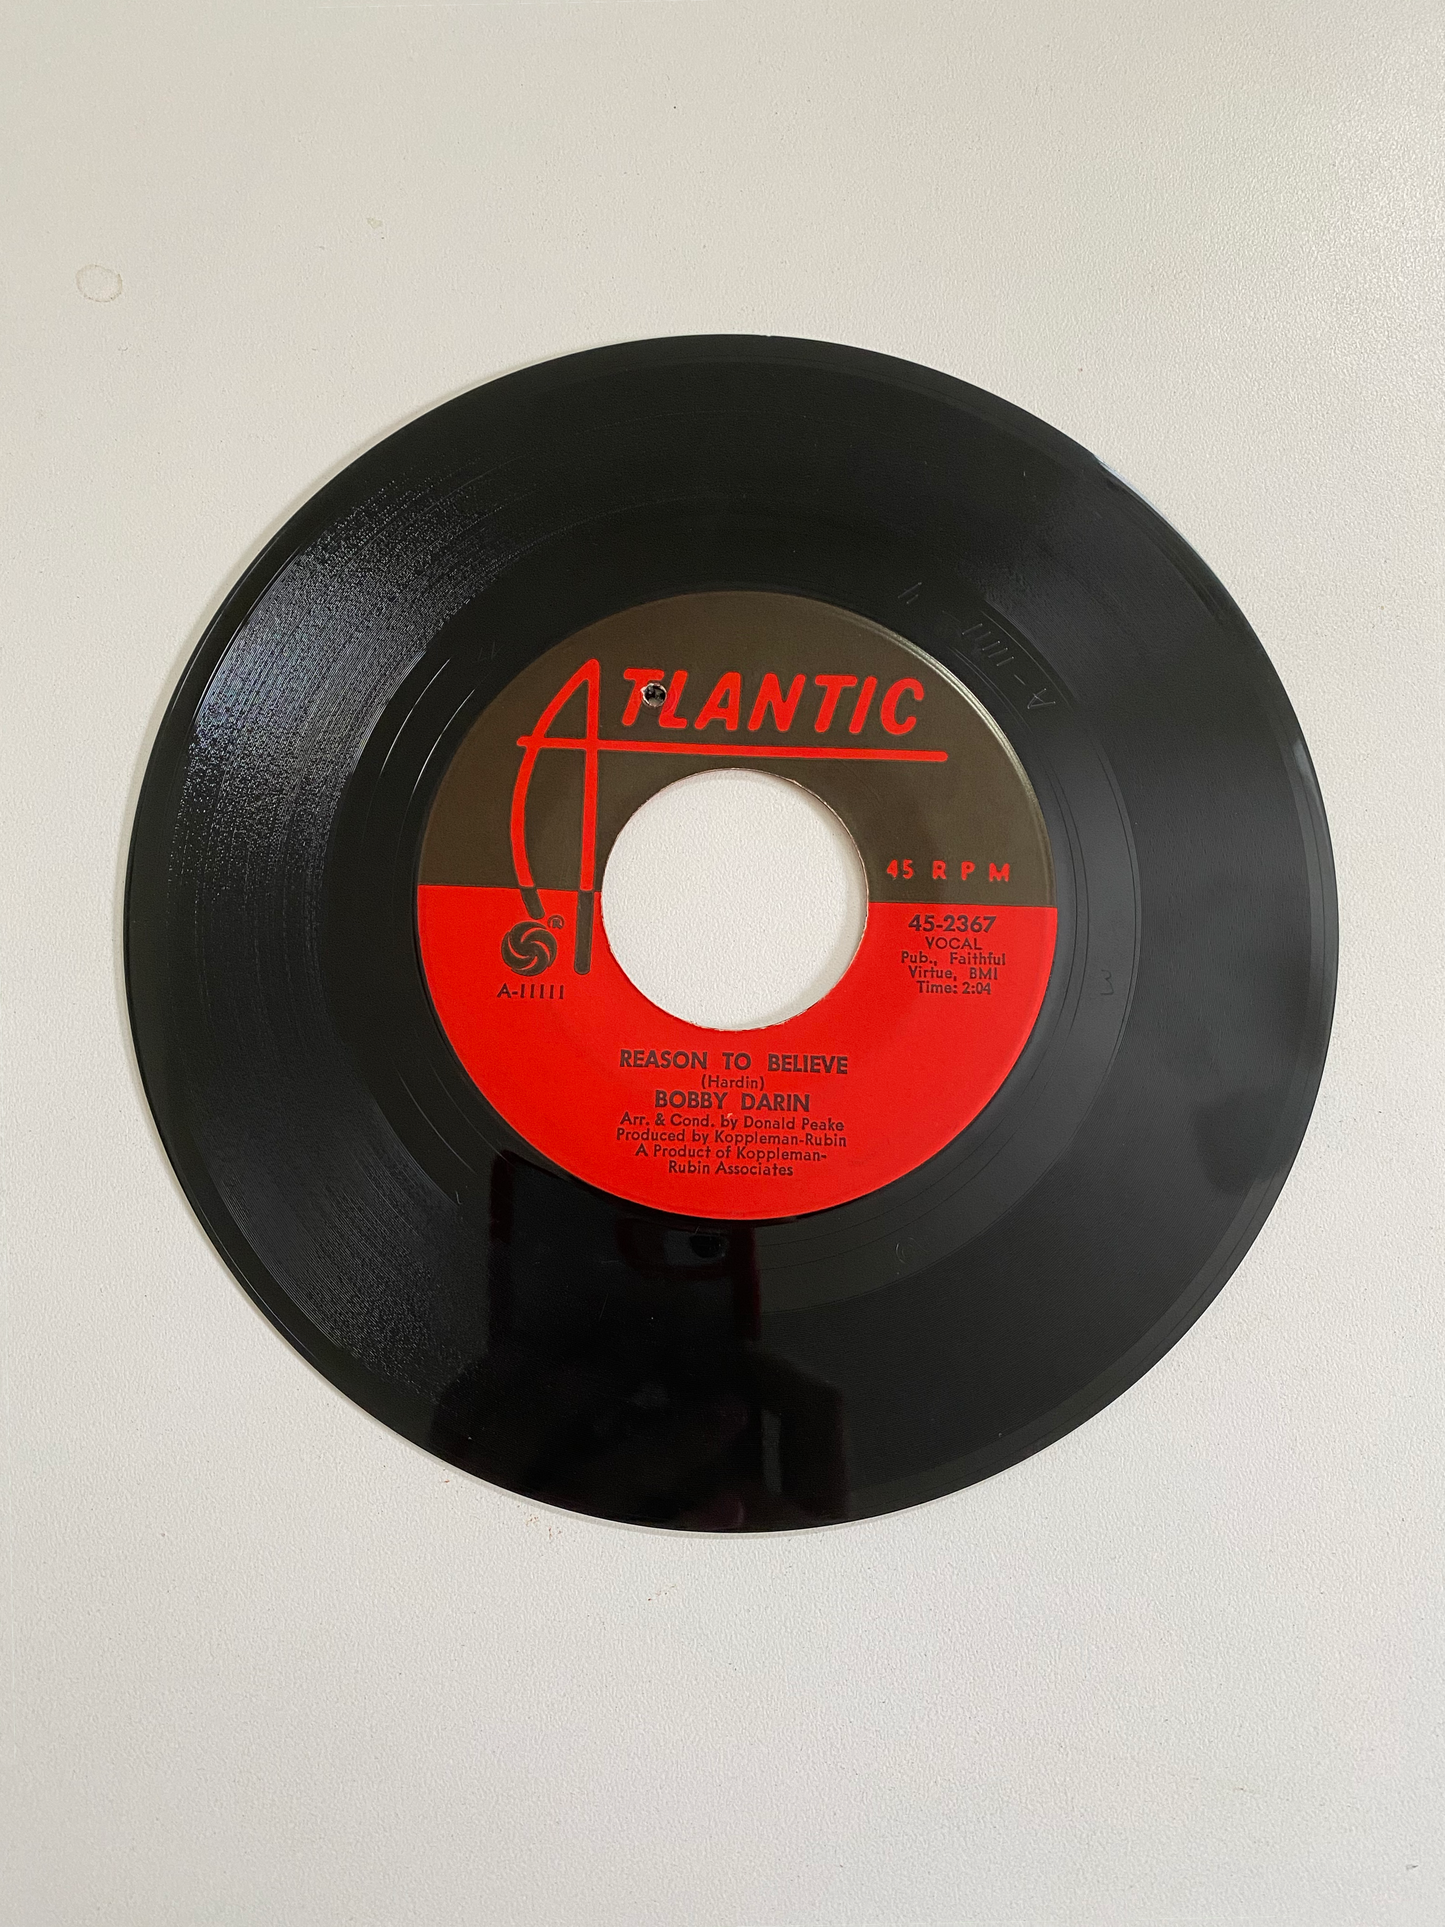 ATLANTIC
45 RPM
®
A-11111
45-2367
VOCAL
Pub., Faithful
Virtue, BMI
Time: 2:04
REASON TO BELIEVE
(Hardin)
BOBBY DARIN
Arr. & Cond. by Donald Peake
Produced by Koppleman-Rubin
A Product of Koppleman-
Rubin Associates